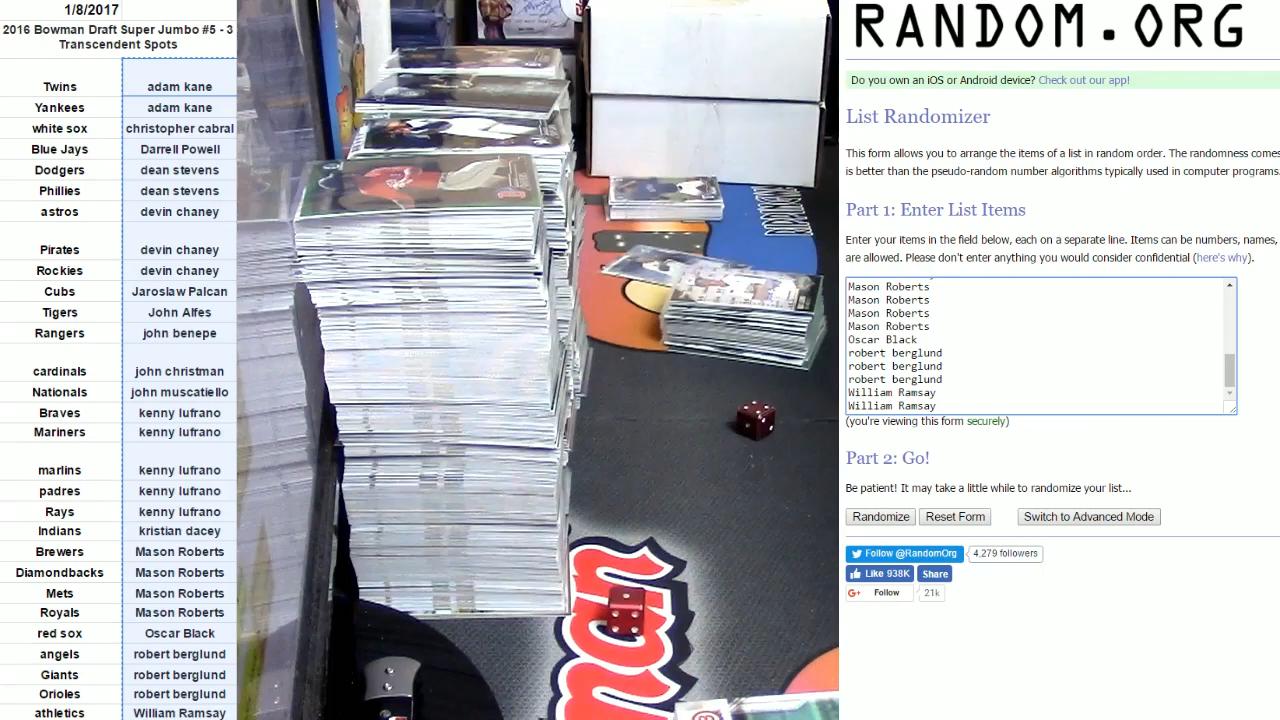 1/8/2017
2016 Bowman Draft Super Jumbo #5 - 3
Transcendent Spots
Twins adam kane
Yankees adam kane
white sox christopher cabral
Blue Jays Darrell Powell
Dodgers dean stevens
Phillies dean stevens
astros devin chaney
Pirates devin chaney
Rockies devin chaney
Cubs Jaroslaw Palcan
Tigers John Alfes
Rangers john benepe
cardinals john christman
Nationals john muscatiello
Braves kenny lufrano
Mariners kenny lufrano
marlins kenny lufrano
padres kenny lufrano
Rays kenny lufrano
Indians kristian dacey
Brewers Mason Roberts
Diamondbacks Mason Roberts
Mets Mason Roberts
Royals Mason Roberts
red sox Oscar Black
angels robert berglund
Giants robert berglund
Orioles robert berglund
athletics William Ramsay
RANDOM.ORG
Do you own an iOS or Android device? Check out our app!
List Randomizer
This form allows you to arrange the items of a list in random order. The randomness comes
is better than the pseudo-random number algorithms typically used in computer programs.
Part 1: Enter List Items
Enter your items in the field below, each on a separate line. Items can be numbers, names,
are allowed. Please don't enter anything you would consider confidential (here's why).
Mason Roberts
Mason Roberts
Mason Roberts
Mason Roberts
Oscar Black
robert berglund
robert berglund
robert berglund
William Ramsay
William Ramsay
(you're viewing this form securely)
Part 2: Go!
Be patient! It may take a little while to randomize your list...
Randomize Reset Form Switch to Advanced Mode
Follow @RandomOrg 4,279 followers
Like 938K Share
G+ Follow 21k